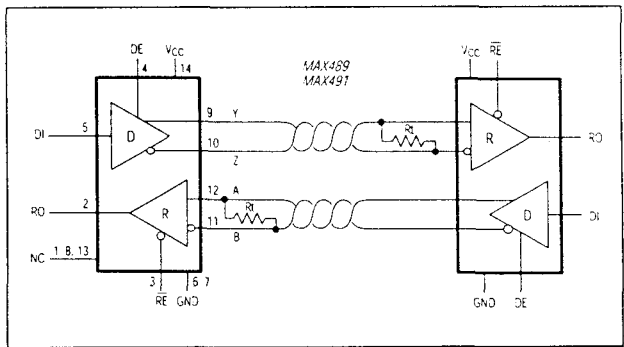 DE VCC
4 14
MAX489
MAX491
VCC RE
9 Y
DI 5 D
10 Z
Rt
R RO
12 A
RO 2 R
Rt
11 B
D DI
NC 1 8, 13
3 6 7
RE GND
GND DE